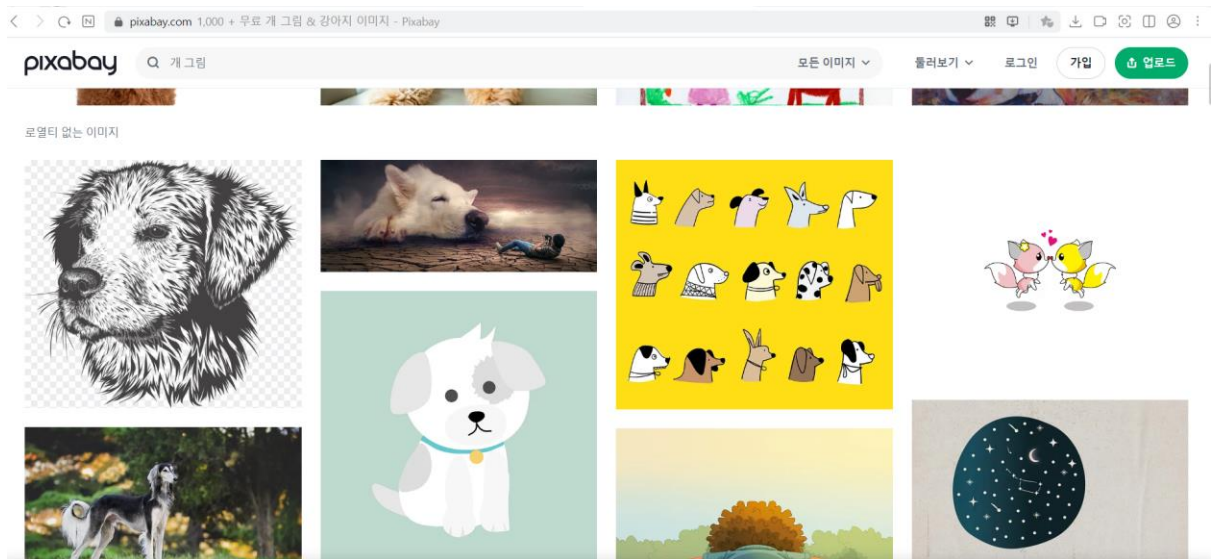 pixabay.com 1,000 + 무료 개 그림 & 강아지 이미지 - Pixabay
pixabay 개 그림 모든 이미지 둘러보기 로그인 가입 업로드
로열티 없는 이미지